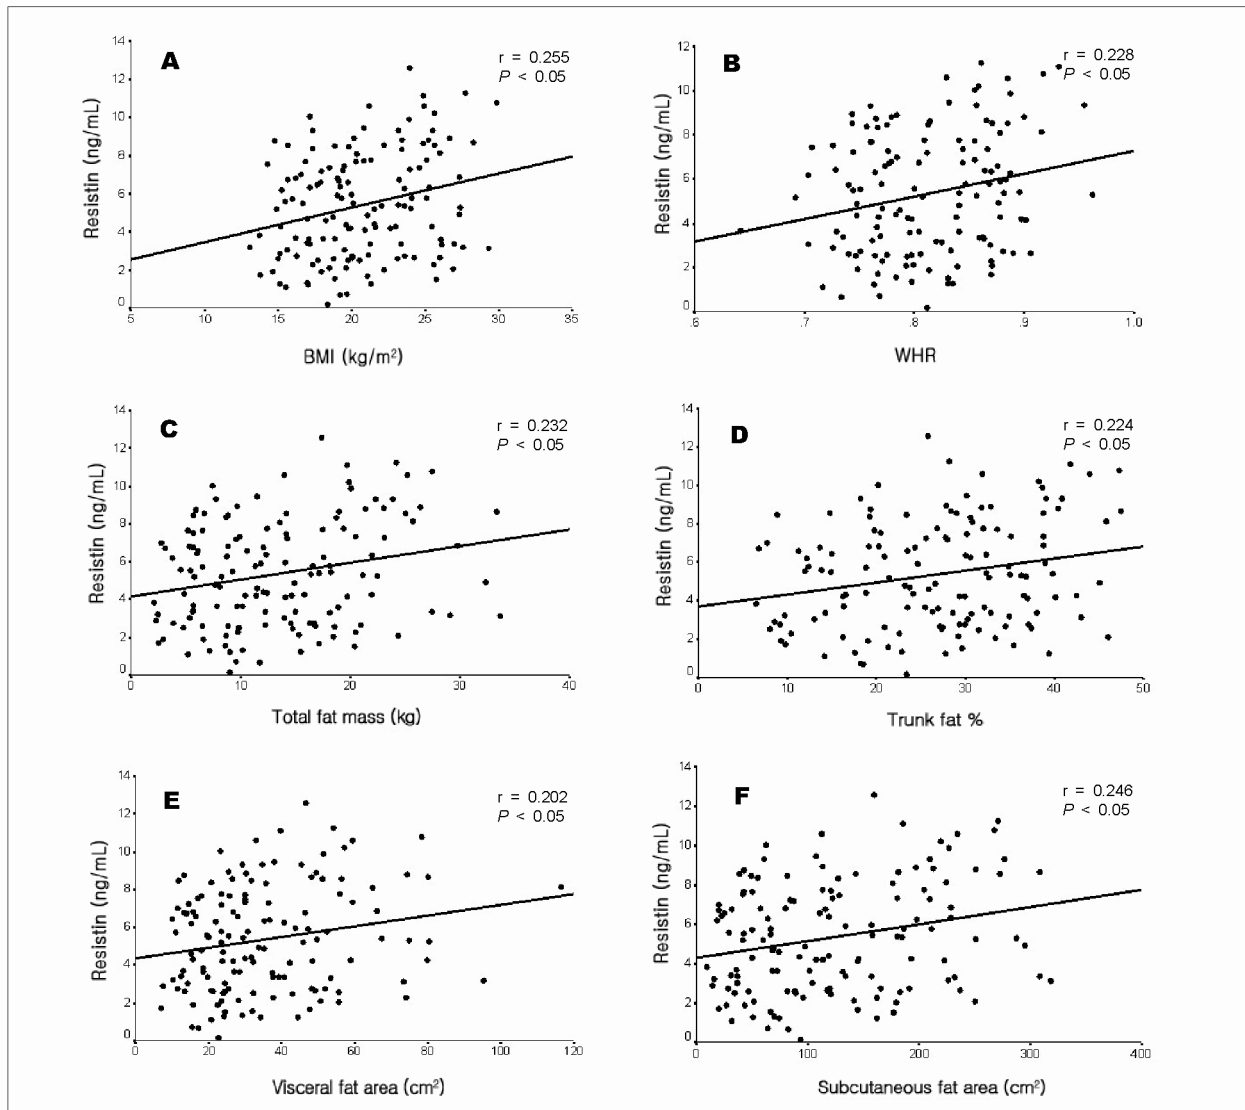 A
r = 0.255
P < 0.05
14
12
10
8
6
4
2
0
5
10
15
20
25
30
35
Resistin (ng/mL)
BMI (kg/m²)
B
r = 0.228
P < 0.05
12
10
8
6
4
2
0
.6
.7
.8
.9
1.0
Resistin (ng/mL)
WHR
C
r = 0.232
P < 0.05
14
12
10
8
6
4
2
0
0
10
20
30
40
Resistin (ng/mL)
Total fat mass (kg)
D
r = 0.224
P < 0.05
14
12
10
8
6
4
2
0
0
10
20
30
40
50
Resistin (ng/mL)
Trunk fat %
E
r = 0.202
P < 0.05
14
12
10
8
6
4
2
0
0
20
40
60
80
100
120
Resistin (ng/mL)
Visceral fat area (cm²)
F
r = 0.246
P < 0.05
14
12
10
8
6
4
2
0
0
100
200
300
400
Resistin (ng/mL)
Subcutaneous fat area (cm²)